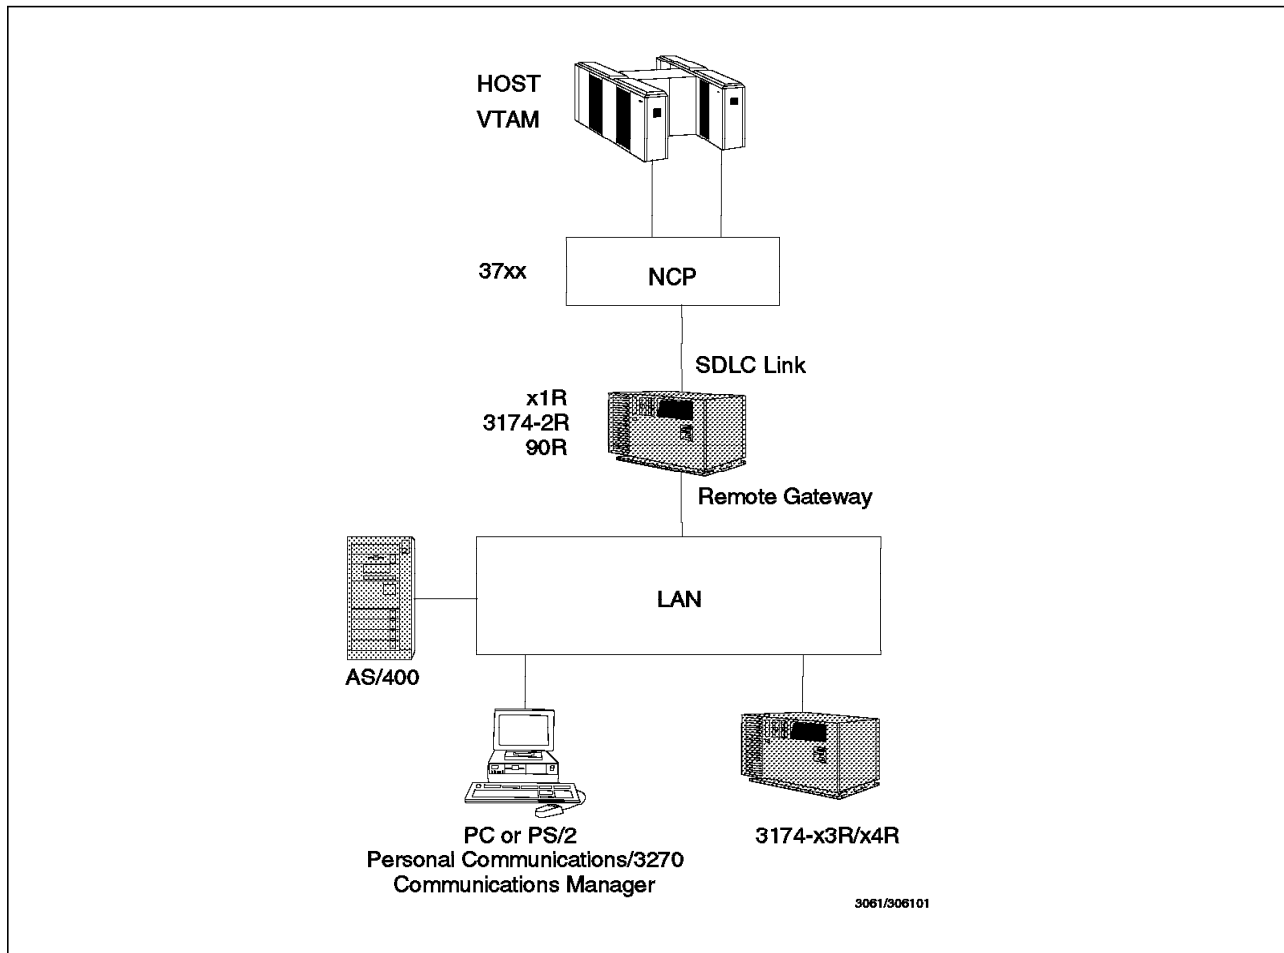 HOST
VTAM
37xx
NCP
SDLC Link
x1R
3174-2R
90R
Remote Gateway
LAN
AS/400
PC or PS/2
Personal Communications/3270
Communications Manager
3174-x3R/x4R
3061/306101